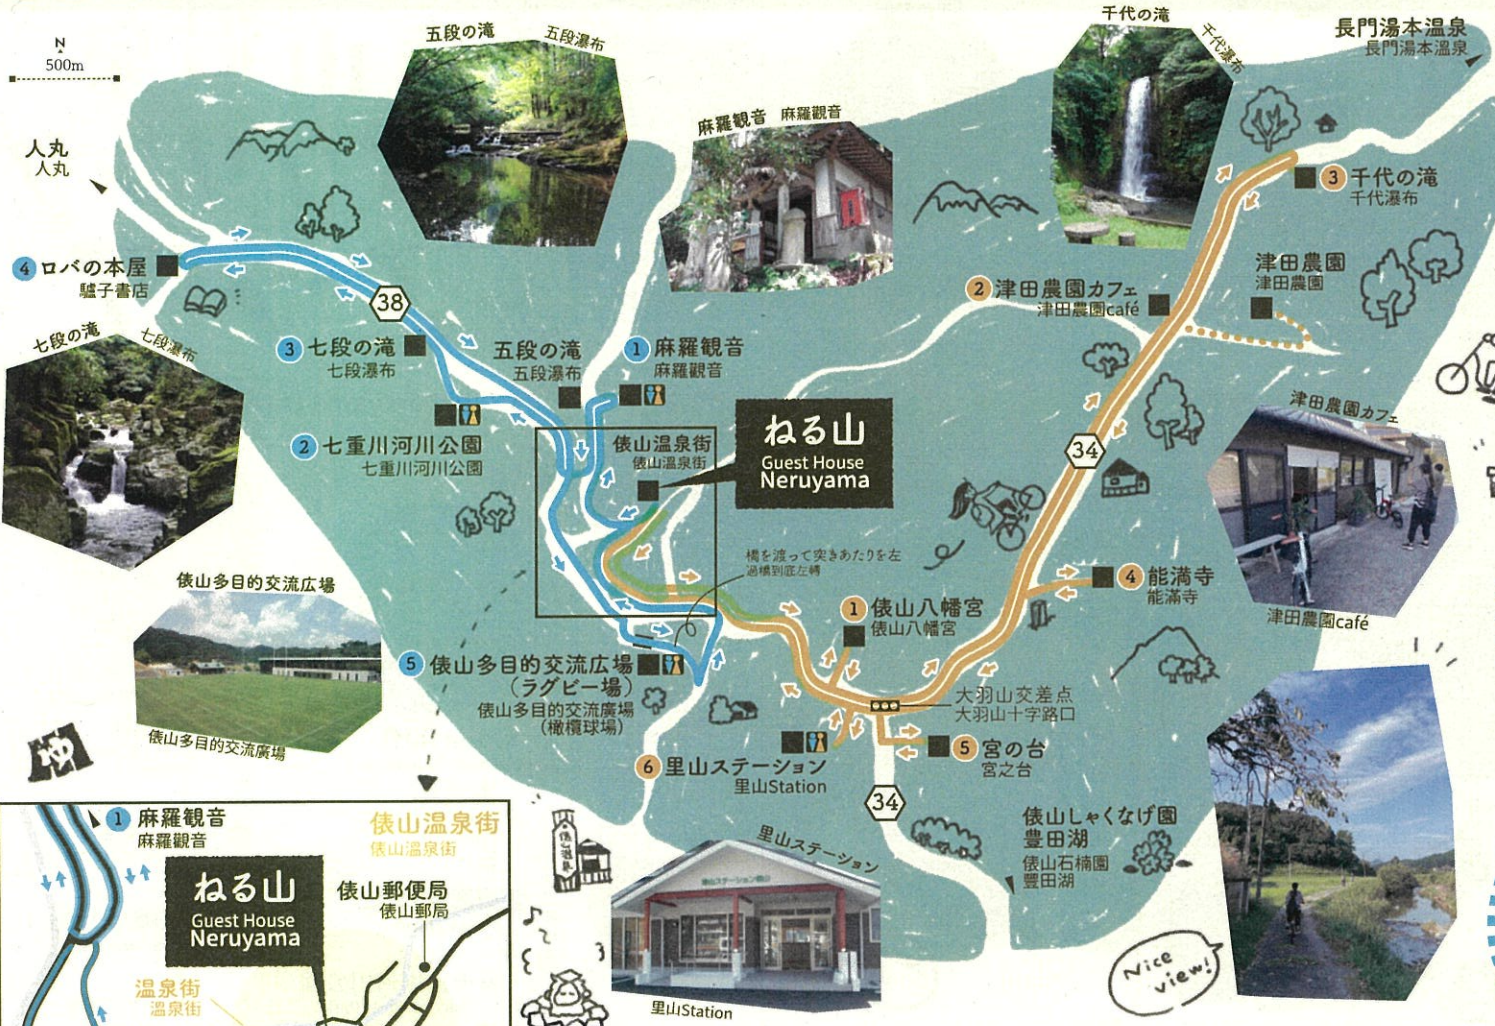 N
500m
人丸
人丸
五段の滝
五段瀑布
麻羅観音
麻羅觀音
千代の滝
千代瀑布
長門湯本温泉
長門湯本温泉
3 千代の滝
千代瀑布
津田農園
津田農園
2 津田農園カフェ
津田農園café
4 ロバの本屋
驢子書店
38
七段の滝
七段瀑布
3 七段の滝
七段瀑布
五段の滝
五段瀑布
1 麻羅観音
麻羅觀音
2 七重川河川公園
七重川河川公園
俵山温泉街
俵山温泉街
ねる山
Guest House
Neruyama
34
津田農園カフェ
津田農園café
橋を渡って突きあたりを左
過橋到底左轉
4 能満寺
能滿寺
1 俵山八幡宮
俵山八幡宮
俵山多目的交流広場
俵山多目的交流廣場
5 俵山多目的交流広場
(ラグビー場)
俵山多目的交流廣場
(橄欖球場)
大羽山交差点
大羽山十字路口
5 宮の台
宮之台
6 里山ステーション
里山Station
34
俵山しゃくなげ園
豊田湖
俵山石楠園
豐田湖
里山ステーション
里山Station
俵山温泉
Nice
view!
1 麻羅観音
麻羅觀音
俵山温泉街
俵山温泉街
ねる山
Guest House
Neruyama
俵山郵便局
俵山郵局
温泉街
溫泉街